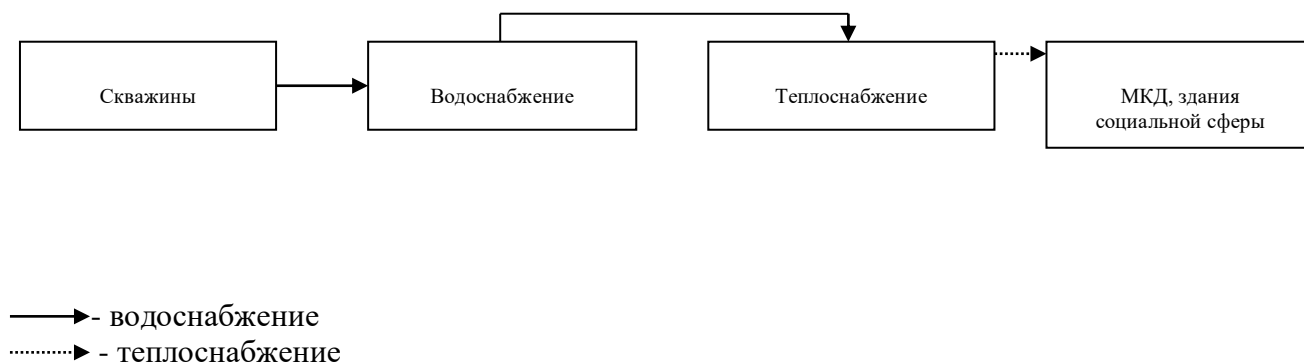 Скважины
Водоснабжение
Теплоснабжение
МКД, здания
социальной сферы
- водоснабжение
- теплоснабжение